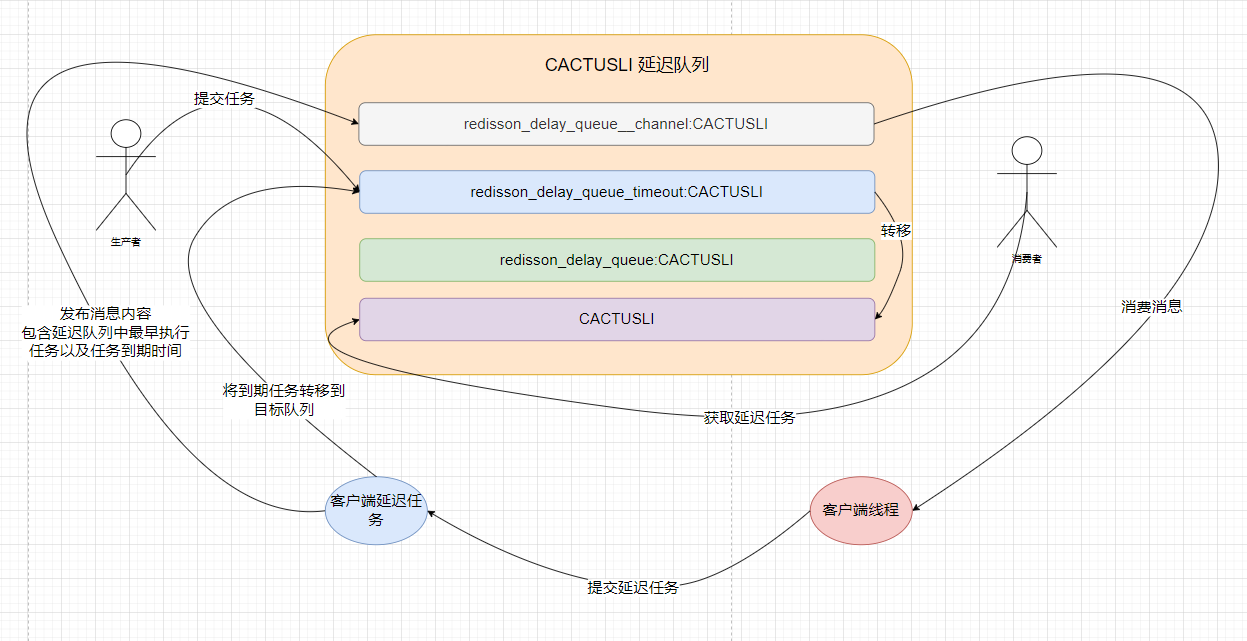 CACTUSLI 延迟队列
提交任务
redisson_delay_queue__channel:CACTUSLI
redisson_delay_queue_timeout:CACTUSLI
转移
生产者
redisson_delay_queue:CACTUSLI
消费者
发布消息内容
包含延迟队列中最早执行
任务以及任务到期时间
CACTUSLI
消费消息
将到期任务转移到
目标队列
获取延迟任务
客户端延迟任
务
客户端线程
提交延迟任务